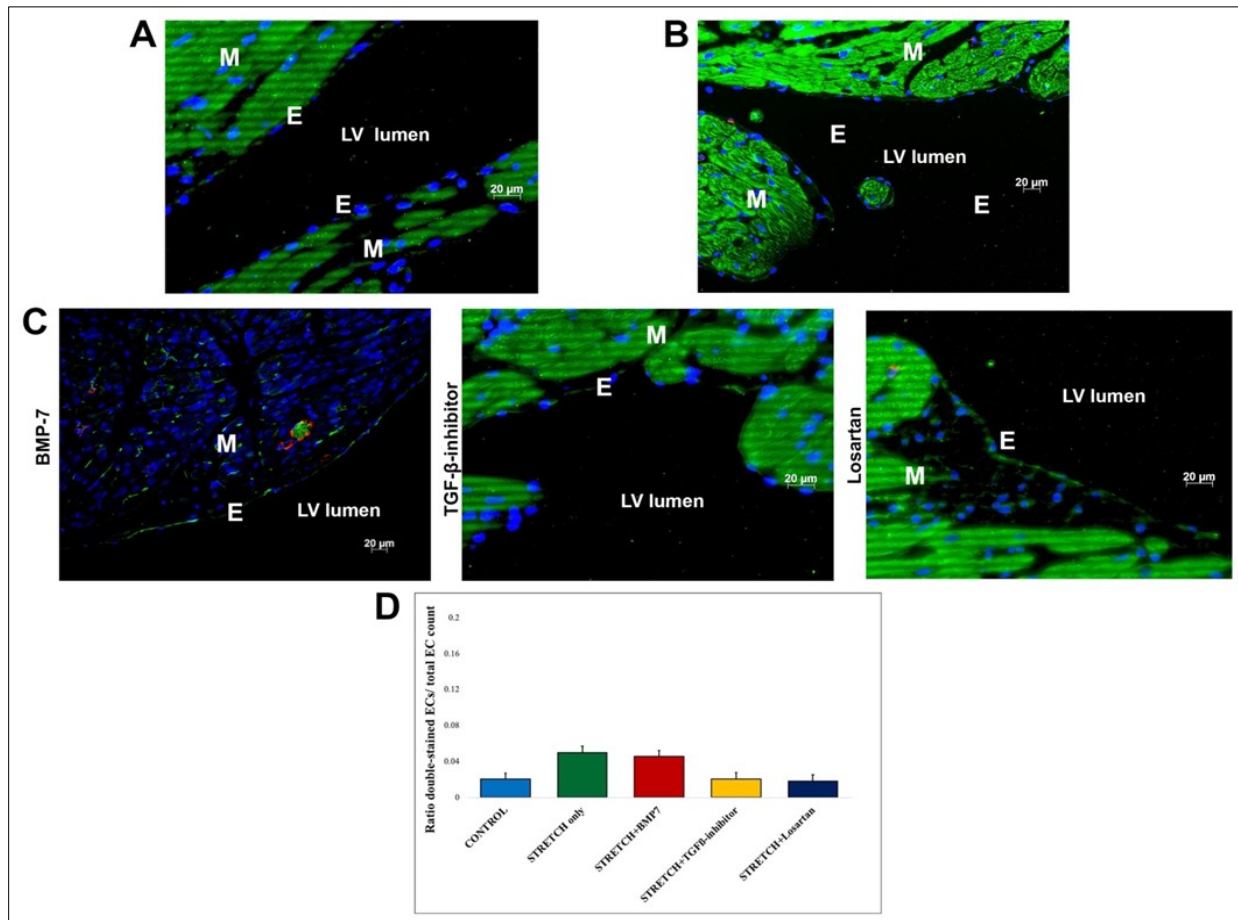 A
M
E
LV lumen
E
20 µm
M
B
M
E
LV lumen
20 µm
M
E
C
BMP-7
M
E
LV lumen
20 µm
TGF-β-inhibitor
M
E
20 µm
LV lumen
Losartan
LV lumen
E
M
20 µm
D
Ratio double-stained ECs/ total EC count
0.2
0.16
0.12
0.08
0.04
0
CONTROL
STRETCH only
STRETCH+BMP7
STRETCH+TGFß-inhibitor
STRETCH+Losartan